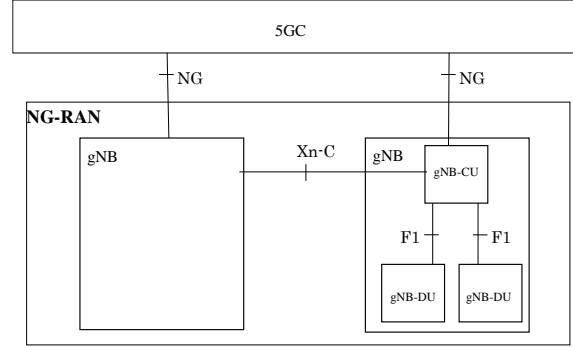 5GC
NG
NG
NG-RAN
gNB
Xn-C
gNB
gNB-CU
F1
F1
gNB-DU
gNB-DU